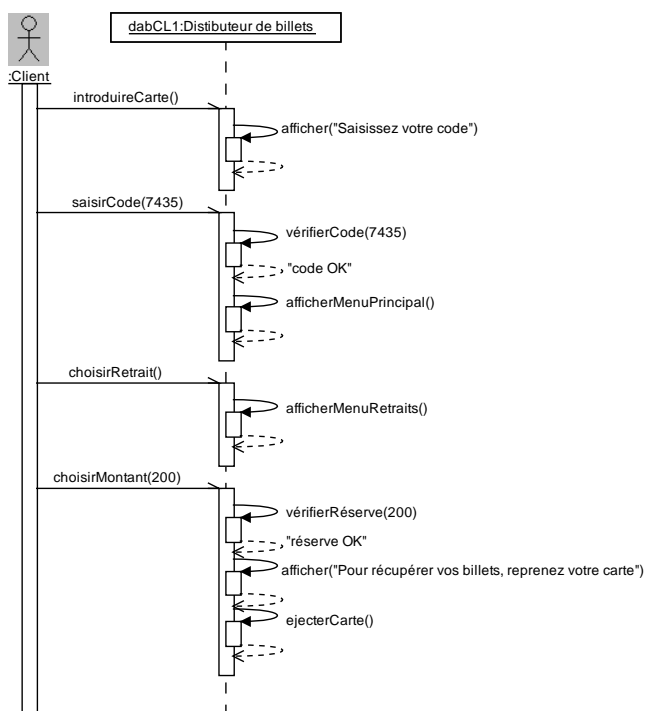 dabCL1:Distibuteur de billets
:Client
introduireCarte()
afficher("Saisissez votre code")
saisirCode(7435)
vérifierCode(7435)
"code OK"
afficherMenuPrincipal()
choisirRetrait()
afficherMenuRetraits()
choisirMontant(200)
vérifierRéserve(200)
"réserve OK"
afficher("Pour récupérer vos billets, reprenez votre carte")
ejecterCarte()